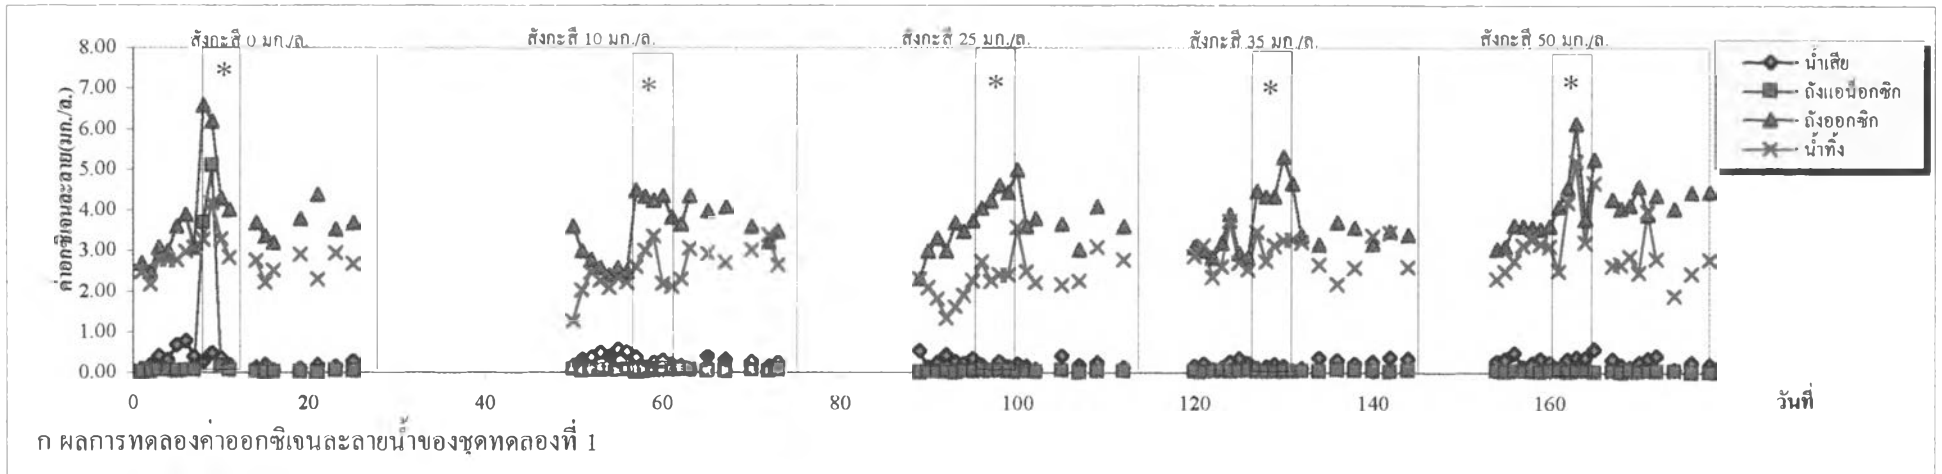 สังกะสี 0 มก./ล.
สังกะสี 10 มก./ล.
สังกะสี 25 มก./ล.
สังกะสี 35 มก./ล.
สังกะสี 50 มก./ล.
* * * * *
ค่าอกซิเจนละลาย(มก./ล.)
8.00
7.00
6.00
5.00
4.00
3.00
2.00
1.00
0.00
0 20 40 60 80 100 120 140 160
วันที่
น้ำเสีย
ถังแอน็อกซิก
ถังออกซิก
น้ำทิ้ง
ก ผลการทดลองค่าออกซิเจนละลายน้ำของชุดทดลองที่ 1